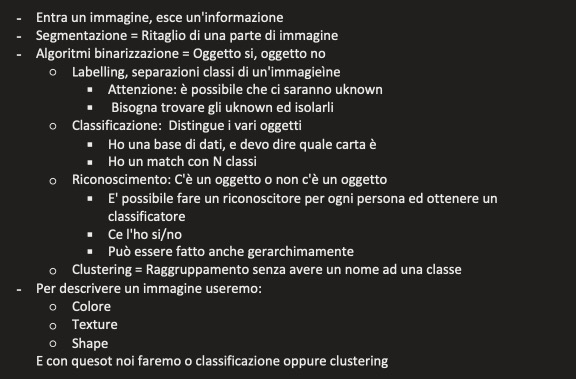 - Entra un immagine, esce un'informazione
- Segmentazione = Ritaglio di una parte di immagine
- Algoritmi binarizzazione = Oggetto si, oggetto no
o Labelling, separazioni classi di un'immagieìne
▪ Attenzione: è possibile che ci saranno uknown
▪ Bisogna trovare gli uknown ed isolarli
o Classificazione: Distingue i vari oggetti
▪ Ho una base di dati, e devo dire quale carta è
▪ Ho un match con N classi
o Riconoscimento: C'è un oggetto o non c'è un oggetto
▪ E' possibile fare un riconoscitore per ogni persona ed ottenere un
classificatore
▪ Ce l'ho si/no
▪ Può essere fatto anche gerarchimamente
o Clustering = Raggruppamento senza avere un nome ad una classe
- Per descrivere un immagine useremo:
o Colore
o Texture
o Shape
E con quesot noi faremo o classificazione oppure clustering